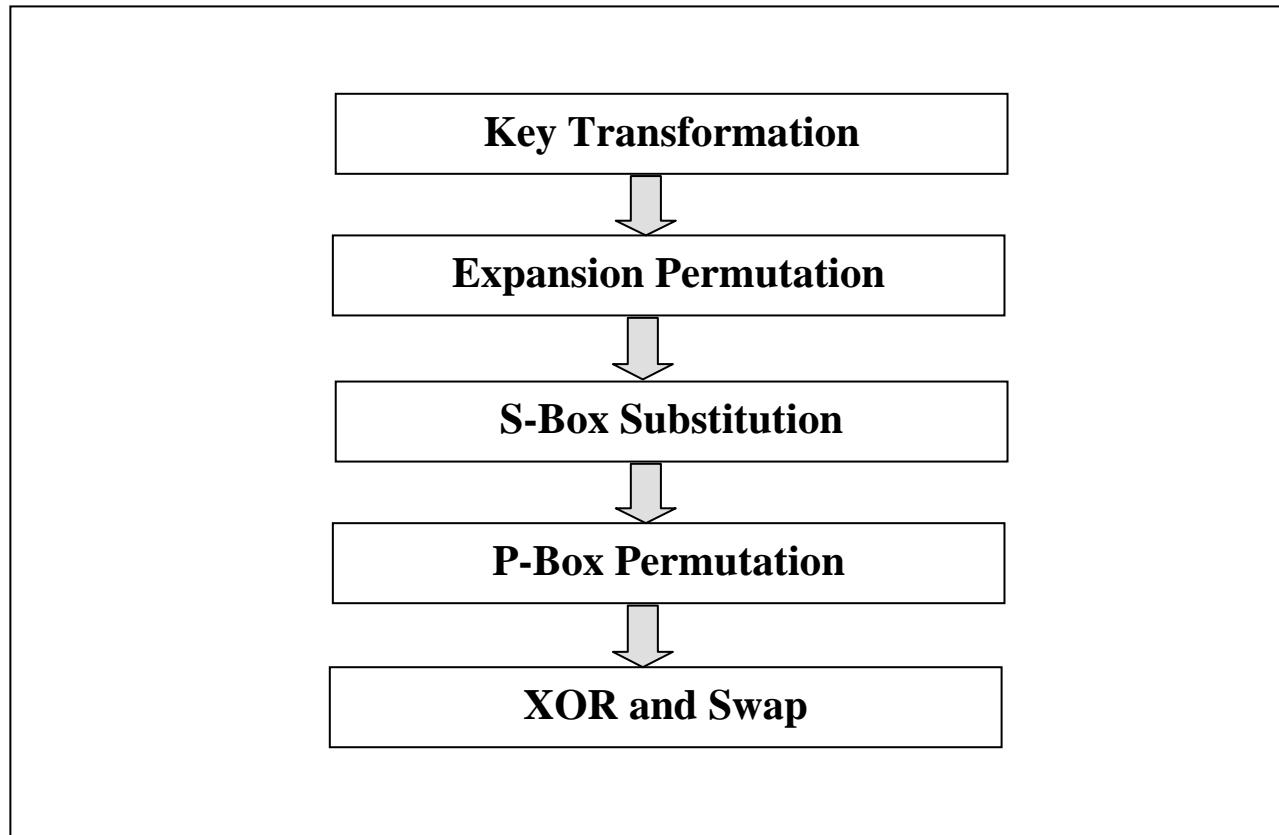 Key Transformation
Expansion Permutation
S-Box Substitution
P-Box Permutation
XOR and Swap